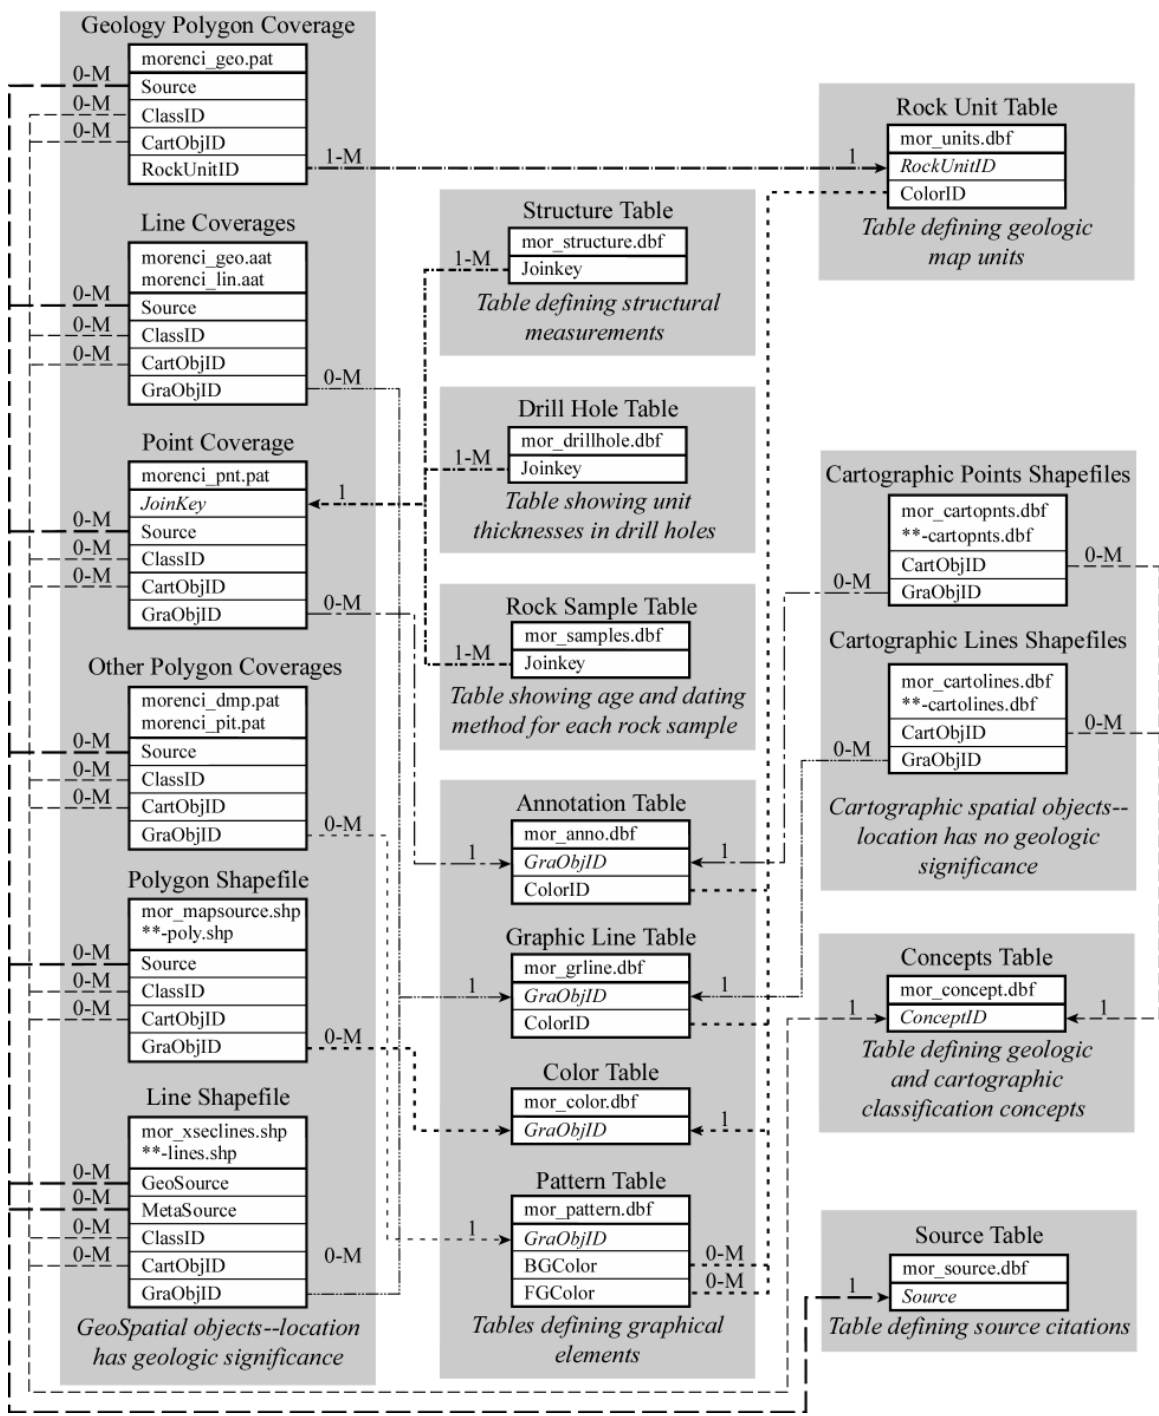 Geology Polygon Coverage
morenci_geo.pat
0-M
Source
0-M
ClassID
0-M
CartObjID
RockUnitID
1-M
1
Line Coverages
morenci_geo.aat
morenci_lin.aat
0-M
Source
0-M
ClassID
0-M
CartObjID
GraObjID
0-M
Point Coverage
morenci_pnt.pat
JoinKey
1
0-M
Source
0-M
ClassID
0-M
CartObjID
GraObjID
0-M
Other Polygon Coverages
morenci_dmp.pat
morenci_pit.pat
0-M
Source
0-M
ClassID
0-M
CartObjID
GraObjID
0-M
Polygon Shapefile
mor_mapsource.shp
**-poly.shp
0-M
Source
0-M
ClassID
0-M
CartObjID
GraObjID
0-M
Line Shapefile
mor_xseclines.shp
**-lines.shp
0-M
GeoSource
0-M
MetaSource
0-M
ClassID
0-M
CartObjID
0-M
GraObjID
GeoSpatial objects--location
has geologic significance
Structure Table
mor_structure.dbf
1-M
Joinkey
Table defining structural
measurements
Drill Hole Table
mor_drillhole.dbf
1-M
Joinkey
Table showing unit
thicknesses in drill holes
Rock Sample Table
mor_samples.dbf
1-M
Joinkey
Table showing age and dating
method for each rock sample
Annotation Table
mor_anno.dbf
1
GraObjID
1
ColorID
Graphic Line Table
mor_grline.dbf
1
GraObjID
1
ColorID
Color Table
mor_color.dbf
GraObjID
1
Pattern Table
mor_pattern.dbf
1
GraObjID
BGColor
0-M
FGColor
0-M
Tables defining graphical
elements
Rock Unit Table
mor_units.dbf
RockUnitID
ColorID
Table defining geologic
map units
Cartographic Points Shapefiles
mor_cartopnts.dbf
**-cartopnts.dbf
CartObjID
0-M
0-M
GraObjID
Cartographic Lines Shapefiles
mor_cartolines.dbf
**-cartolines.dbf
CartObjID
0-M
0-M
GraObjID
Cartographic spatial objects--
location has no geologic
significance
Concepts Table
mor_concept.dbf
1
ConceptID
1
Table defining geologic
and cartographic
classification concepts
Source Table
mor_source.dbf
1
Source
Table defining source citations